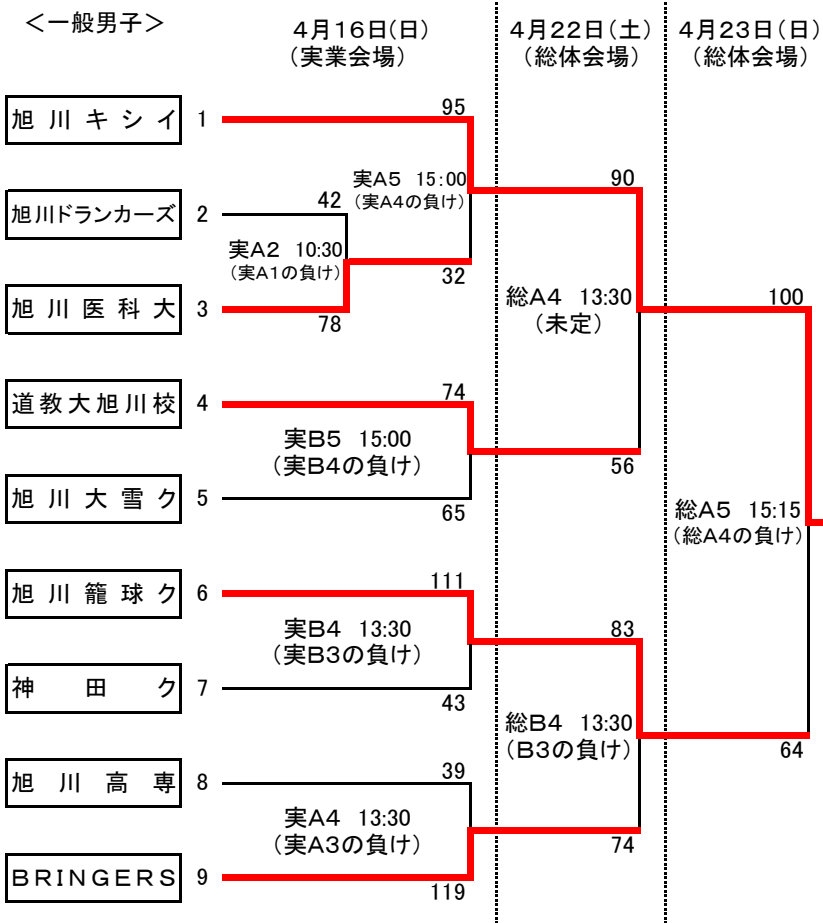 ＜一般男子＞
4月16日(日)
(実業会場)
4月22日(土)
(総体会場)
4月23日(日)
(総体会場)
旭川キシイ 1
95
実A5 15:00
(実A4の負け)
90
旭川ドランカーズ 2
42
実A2 10:30
(実A1の負け)
32
旭川医科大 3
78
総A4 13:30
(未定)
100
道教大旭川校 4
74
実B5 15:00
(実B4の負け)
56
旭川大雪ク 5
65
総A5 15:15
(総A4の負け)
旭川籠球ク 6
111
実B4 13:30
(実B3の負け)
83
神田ク 7
43
総B4 13:30
(B3の負け)
64
旭川高専 8
39
実A4 13:30
(実A3の負け)
74
BRINGERS 9
119